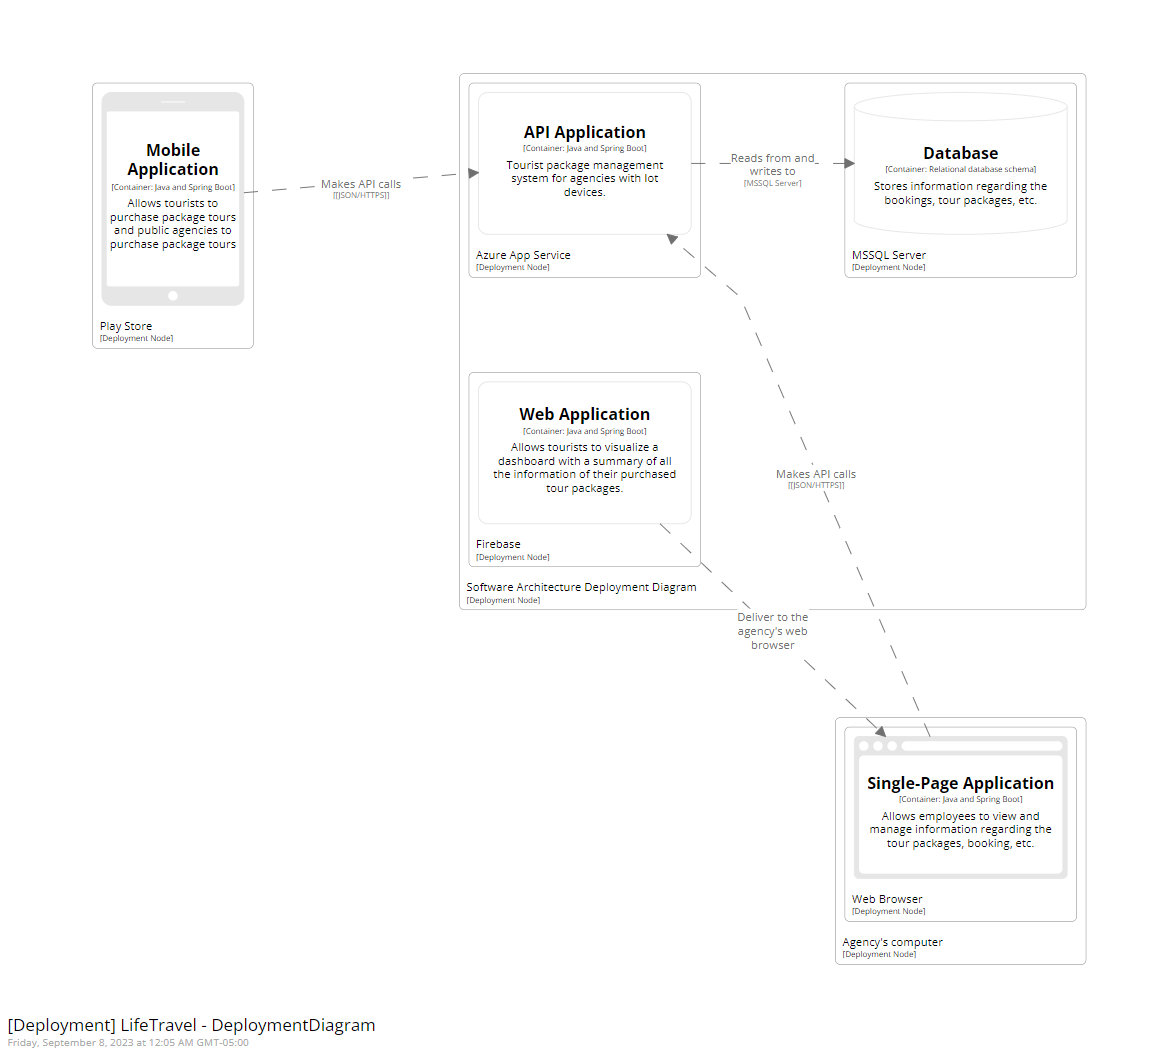 Mobile
Application
[Container: Java and Spring Boot]
Allows tourists to
purchase package tours
and public agencies to
purchase package tours
Play Store
[Deployment Node]
Makes API calls
[[JSON/HTTPS]]
API Application
[Container: Java and Spring Boot]
Tourist package management
system for agencies with Iot
devices.
Azure App Service
[Deployment Node]
Reads from and
writes to
[MSSQL Server]
Database
[Container: Relational database schema]
Stores information regarding the
bookings, tour packages, etc.
MSSQL Server
[Deployment Node]
Web Application
[Container: Java and Spring Boot]
Allows tourists to visualize a
dashboard with a summary of all
the information of their purchased
tour packages.
Firebase
[Deployment Node]
Software Architecture Deployment Diagram
[Deployment Node]
Makes API calls
[[JSON/HTTPS]]
Deliver to the
agency's web
browser
Single-Page Application
[Container: Java and Spring Boot]
Allows employees to view and
manage information regarding the
tour packages, booking, etc.
Web Browser
[Deployment Node]
Agency's computer
[Deployment Node]
[Deployment] LifeTravel - DeploymentDiagram
Friday, September 8, 2023 at 12:05 AM GMT-05:00